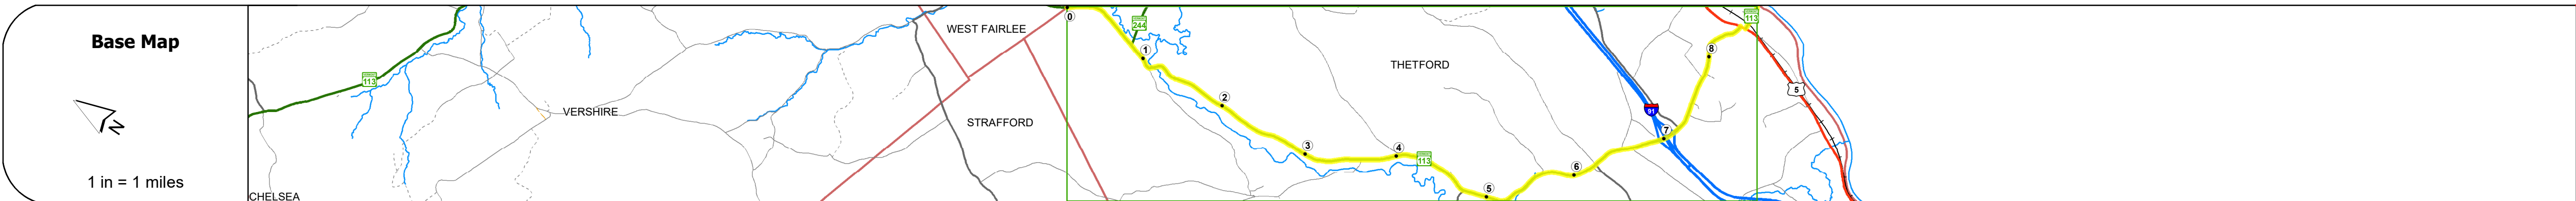 Base Map
N
1 in = 1 miles
CHELSEA
113
VERSHIRE
WEST FAIRLEE
STRAFFORD
0
244
1
2
3
4
113
5
6
THETFORD
91
7
8
113
5